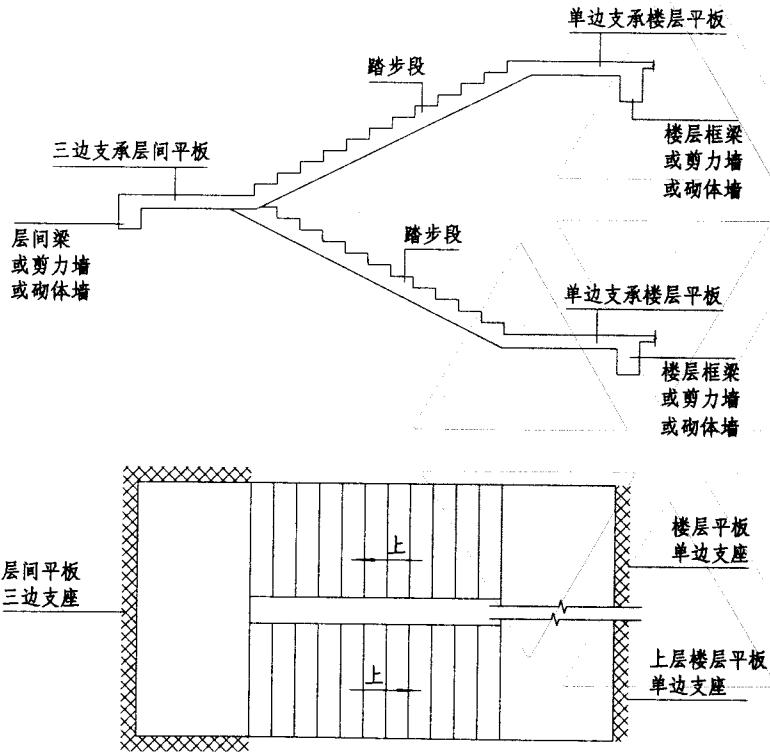 单边支承楼层平板
踏步段
楼层框梁
或剪力墙
或砌体墙
三边支承层间平板
层间梁
或剪力墙
或砌体墙
踏步段
单边支承楼层平板
楼层框梁
或剪力墙
或砌体墙
楼层平板
单边支座
上
层间平板
三边支座
上
上层楼层平板
单边支座